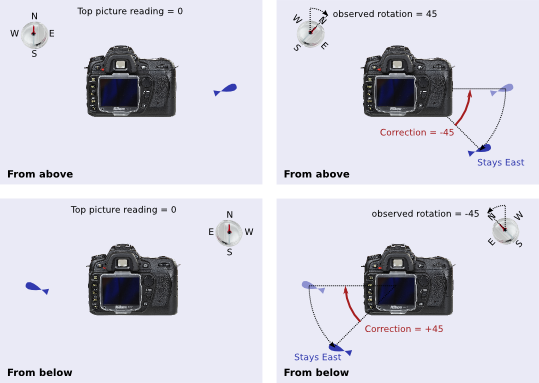 Top picture reading = 0
N
W E
S
From above
observed rotation = 45
W N
S E
Correction = -45
Stays East
From above
Top picture reading = 0
N
E W
S
From below
observed rotation = -45
N W
E S
Correction = +45
Stays East
From below